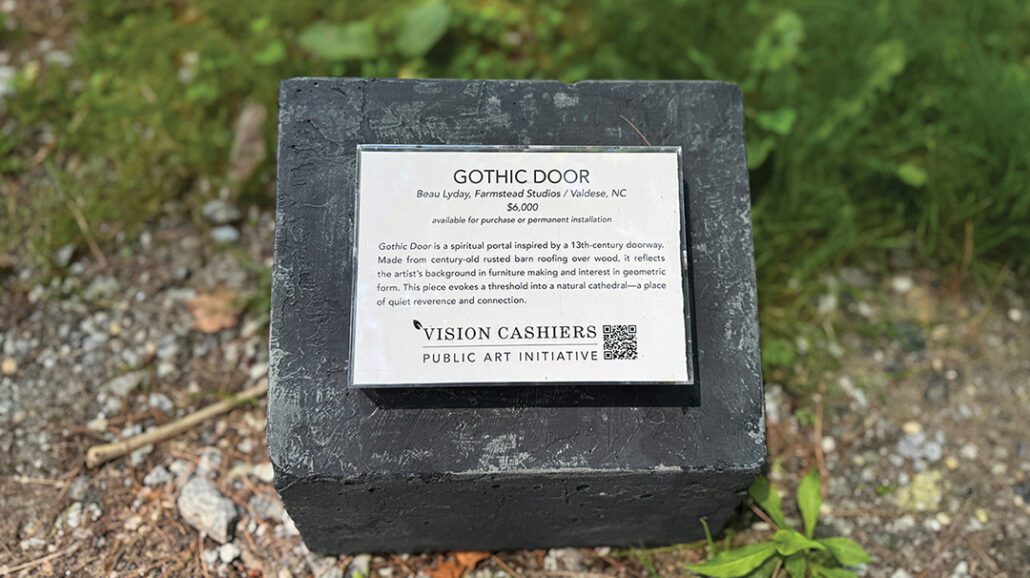 GOTHIC DOOR
Beau Lyday, Farmstead Studios / Valdese, NC
$6,000
available for purchase or permanent installation
Gothic Door is a spiritual portal inspired by a 13th-century doorway.
Made from century-old rusted barn roofing over wood, it reflects
the artist's background in furniture making and interest in geometric
form. This piece evokes a threshold into a natural cathedral—a place
of quiet reverence and connection.
VISION CASHIERS
PUBLIC ART INITIATIVE